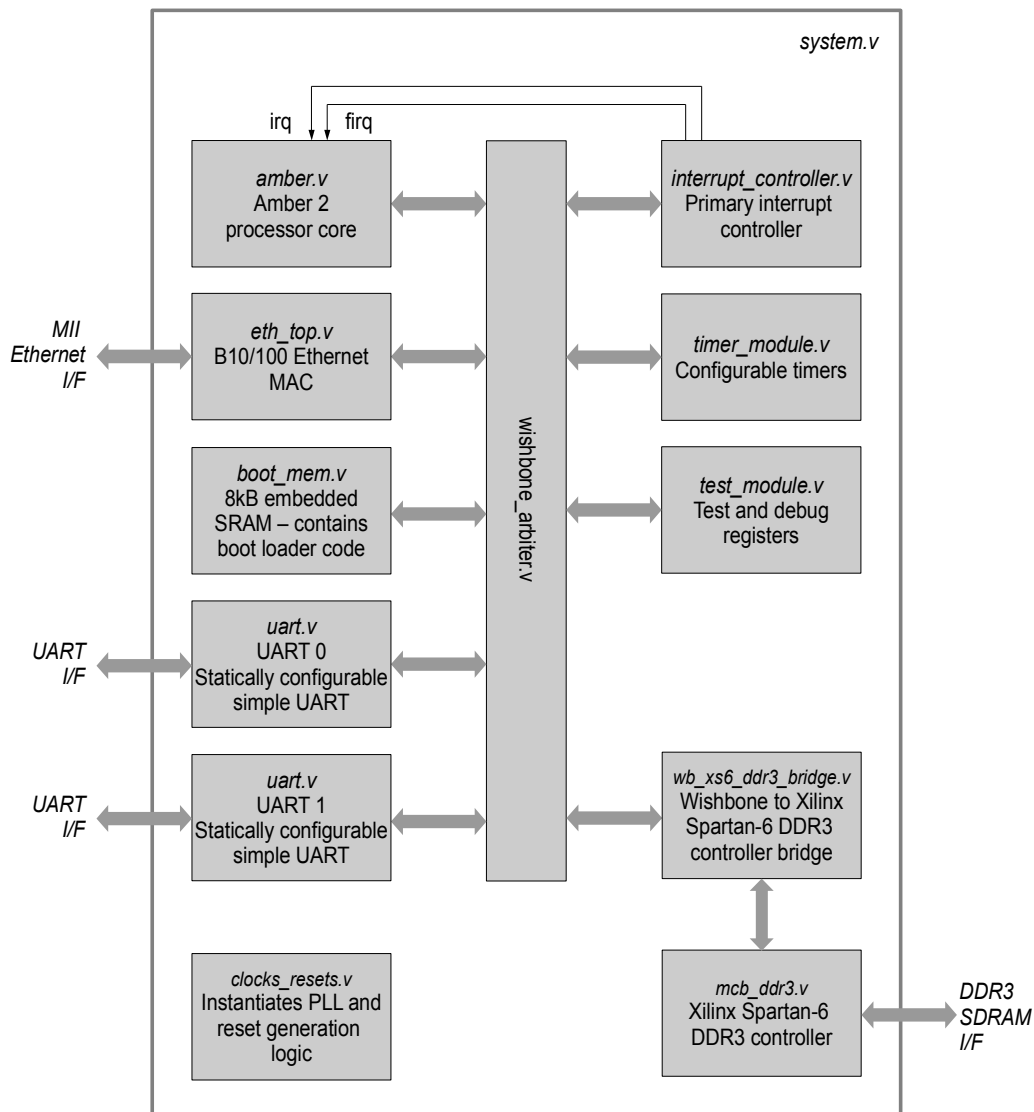 system.v
irq
firq
amber.v
Amber 2
processor core
interrupt_controller.v
Primary interrupt
controller
MII
Ethernet
I/F
eth_top.v
B10/100 Ethernet
MAC
timer_module.v
Configurable timers
wishbone_arbiter.v
boot_mem.v
8kB embedded
SRAM – contains
boot loader code
test_module.v
Test and debug
registers
UART
I/F
uart.v
UART 0
Statically configurable
simple UART
UART
I/F
uart.v
UART 1
Statically configurable
simple UART
wb_xs6_ddr3_bridge.v
Wishbone to Xilinx
Spartan-6 DDR3
controller bridge
clocks_resets.v
Instantiates PLL and
reset generation
logic
mcb_ddr3.v
Xilinx Spartan-6
DDR3 controller
DDR3
SDRAM
I/F